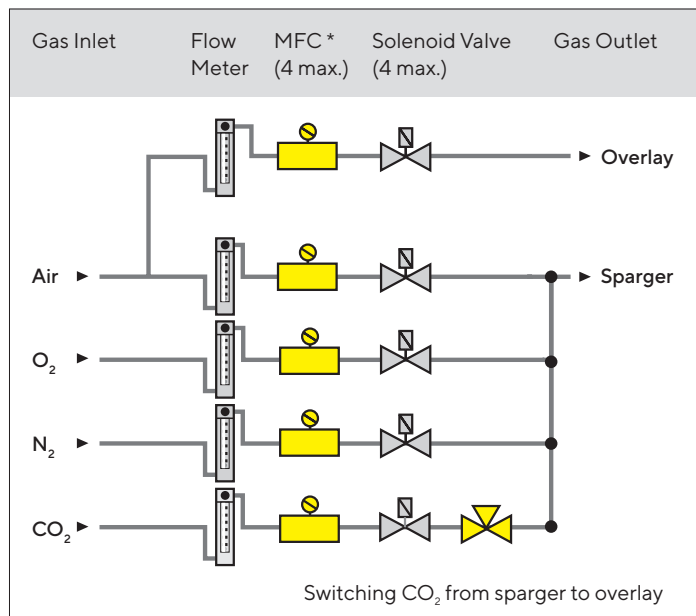 Gas Inlet
Flow
Meter
MFC *
(4 max.)
Solenoid Valve
(4 max.)
Gas Outlet
Overlay
Air
Sparger
O₂
N₂
CO₂
Switching CO₂ from sparger to overlay